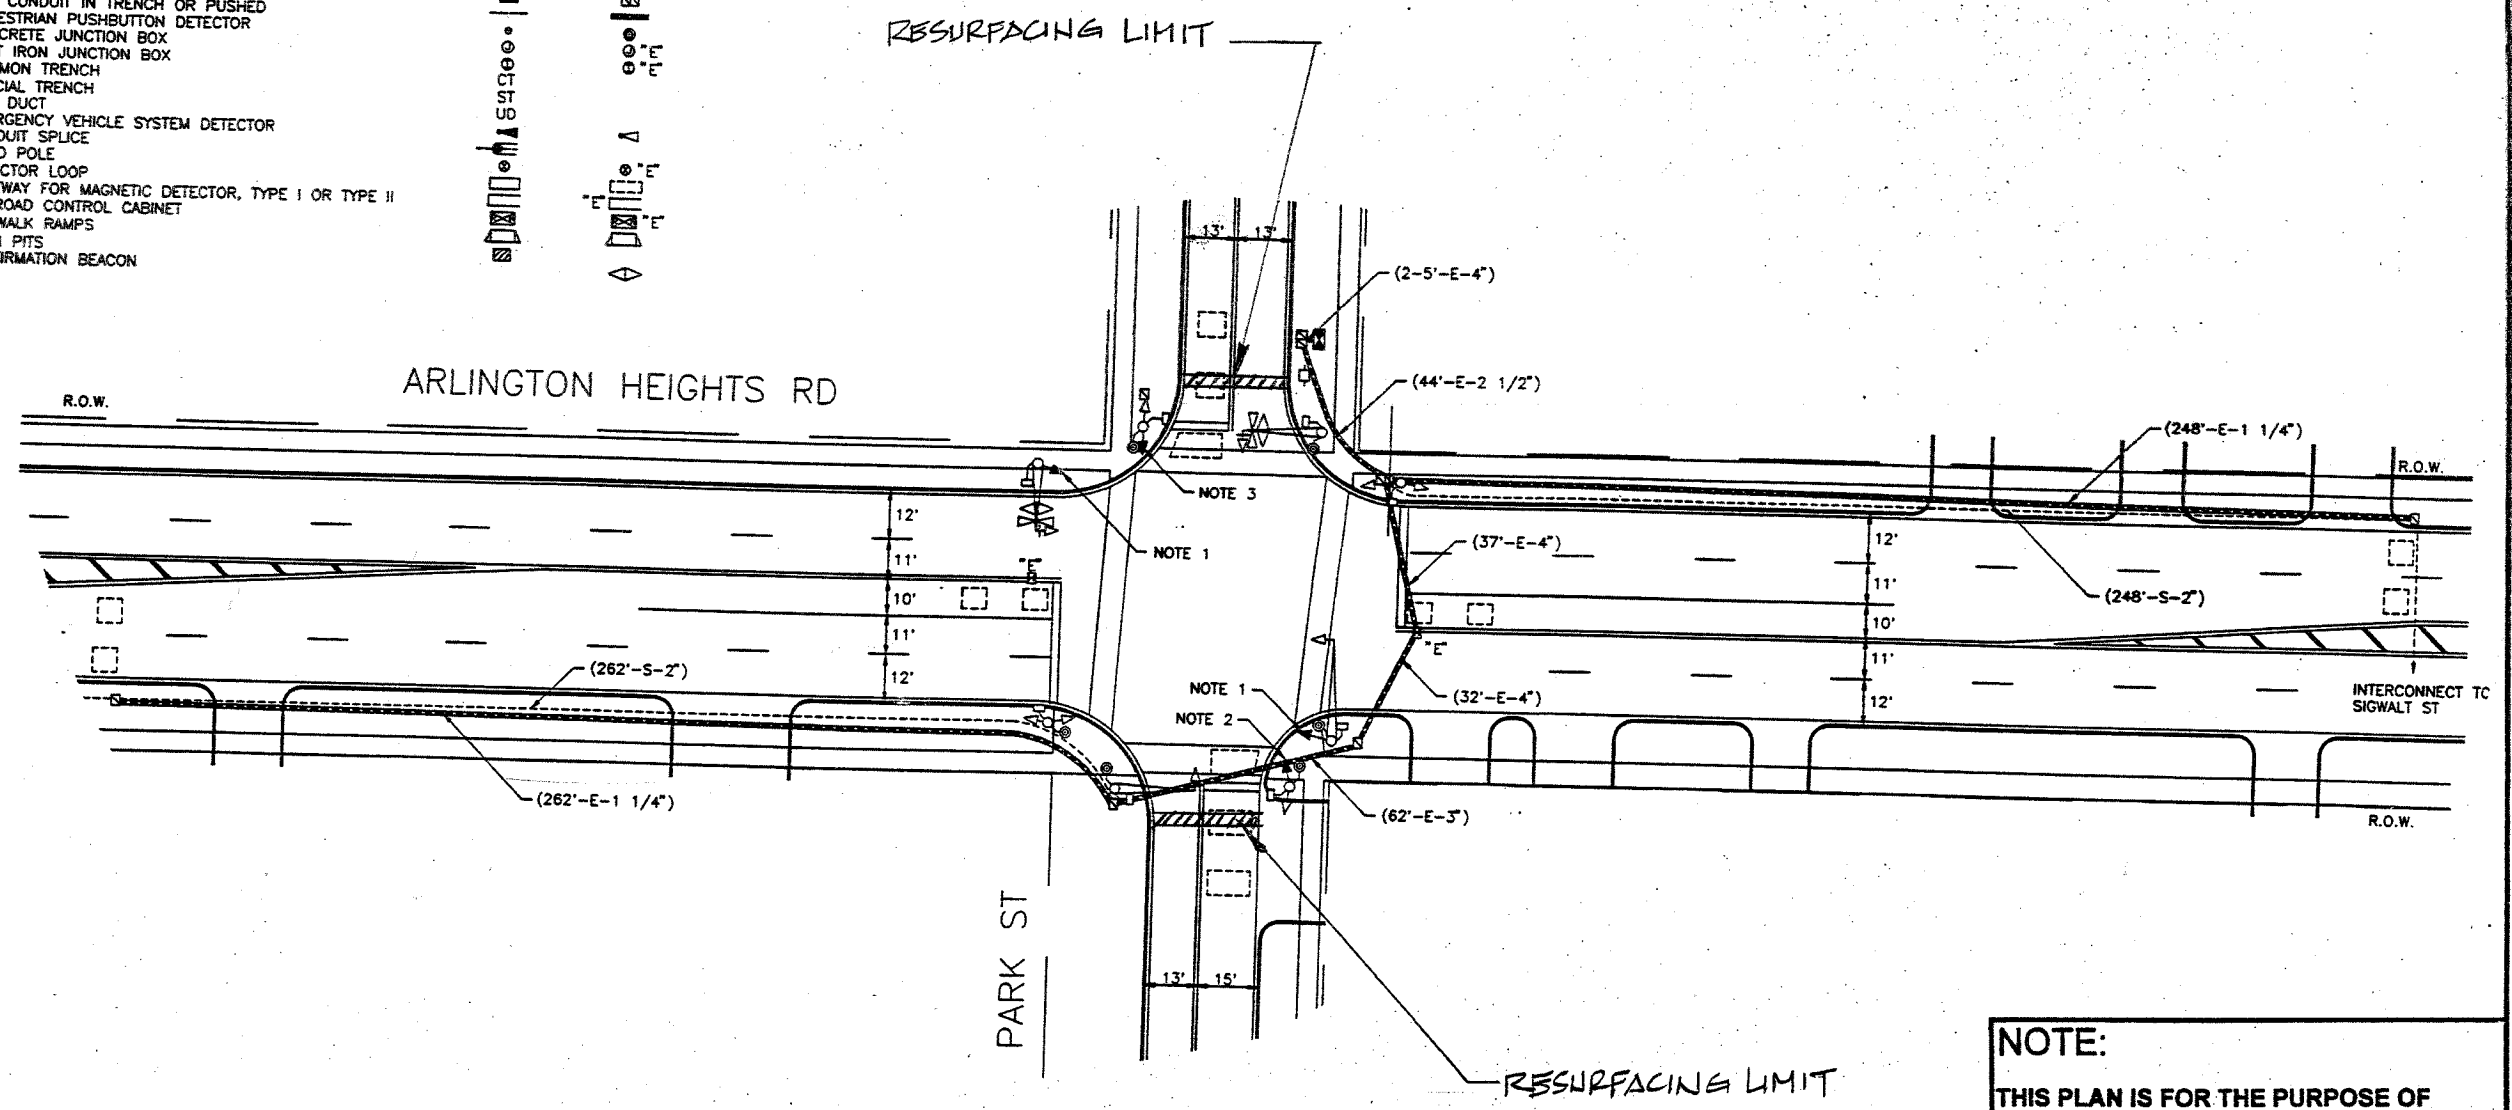 CONDUIT IN TRENCH OR PUSHED
ESTRIAN PUSHBUTTON DETECTOR
CRETE JUNCTION BOX
T IRON JUNCTION BOX
"E"
MON TRENCH
"E"
CIAL TRENCH
CT
DUCT
ST
RGENCY VEHICLE SYSTEM DETECTOR
UD
DUIT SPLICE
D POLE
CTOR LOOP
"E"
WAY FOR MAGNETIC DETECTOR, TYPE I OR TYPE II
ROAD CONTROL CABINET
"E"
WALK RAMPS
"E"
PITS
IRMATION BEACON
RESURFACING LIMIT
13' 13'
(2-5'-E-4")
ARLINGTON HEIGHTS RD
R.O.W.
(44'-E-2 1/2")
(248'-E-1 1/4")
R.O.W.
NOTE 3
NOTE 1
12'
11'
10'
11'
12'
"E"
(37'-E-4")
12'
11'
10'
11'
12'
(248'-S-2")
"E"
(32'-E-4")
(262'-S-2")
NOTE 1
NOTE 2
INTERCONNECT TO
SIGWALT ST
(262'-E-1 1/4")
(62'-E-3")
R.O.W.
PARK ST
13' 15'
RESURFACING LIMIT
NOTE:
THIS PLAN IS FOR THE PURPOSE OF